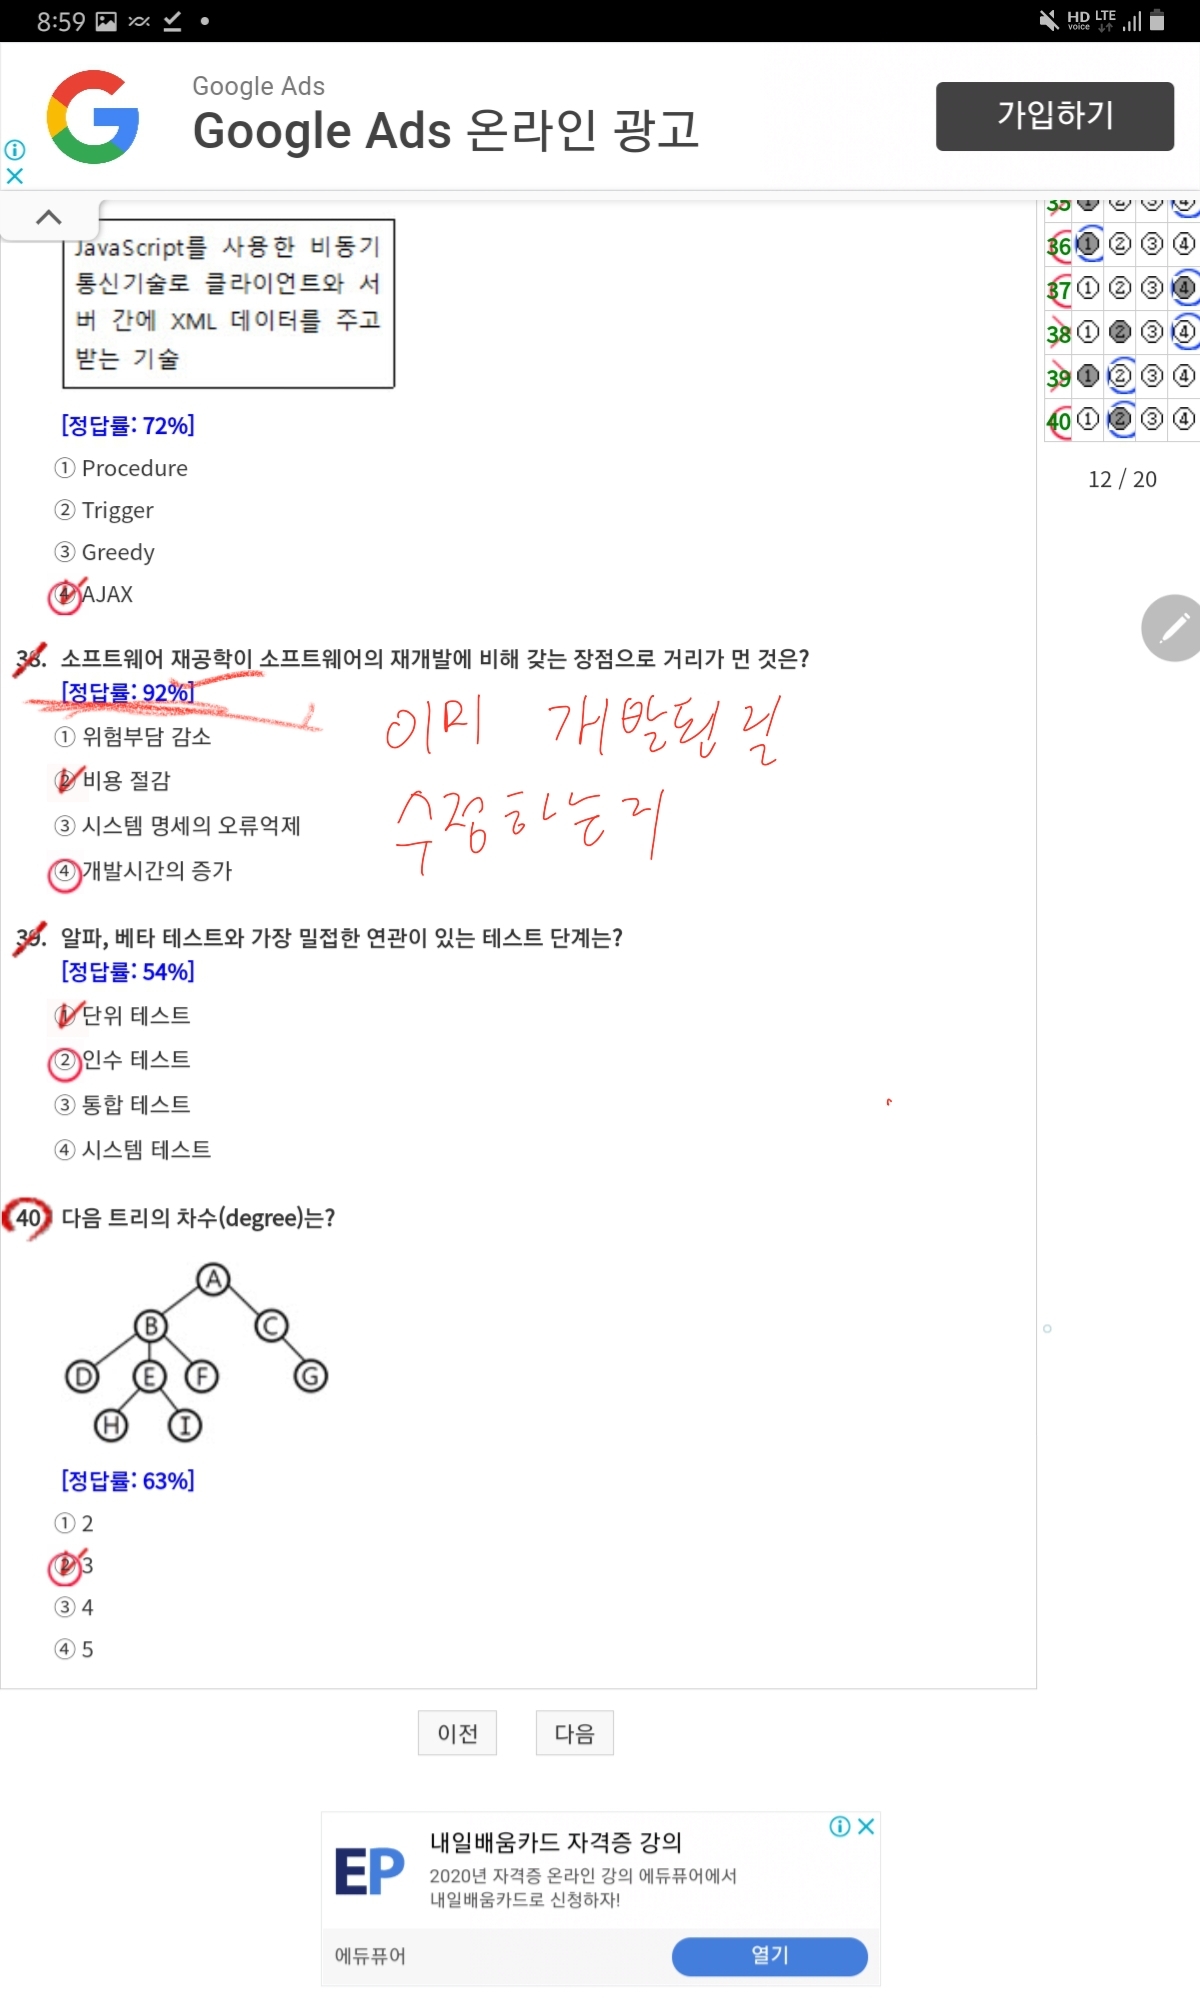 8:59
HD voice LTE
Google Ads
Google Ads 온라인 광고
가입하기
JavaScript를 사용한 비동기
통신기술로 클라이언트와 서
버 간에 XML 데이터를 주고
받는 기술
[정답률: 72%]
① Procedure
② Trigger
③ Greedy
④ AJAX
38. 소프트웨어 재공학이 소프트웨어의 재개발에 비해 갖는 장점으로 거리가 먼 것은?
[정답률: 92%]
① 위험부담 감소
② 비용 절감
③ 시스템 명세의 오류억제
④ 개발시간의 증가
이미 개발된
수정하는
39. 알파, 베타 테스트와 가장 밀접한 연관이 있는 테스트 단계는?
[정답률: 54%]
① 단위 테스트
② 인수 테스트
③ 통합 테스트
④ 시스템 테스트
40. 다음 트리의 차수(degree)는?
A
B C
D E F G
H I
[정답률: 63%]
① 2
② 3
③ 4
④ 5
35 ① ② ③ ④
36 ① ② ③ ④
37 ① ② ③ ④
38 ① ② ③ ④
39 ① ② ③ ④
40 ① ② ③ ④
12 / 20
이전 다음
EP
내일배움카드 자격증 강의
2020년 자격증 온라인 강의 에듀퓨어에서
내일배움카드로 신청하자!
에듀퓨어
열기